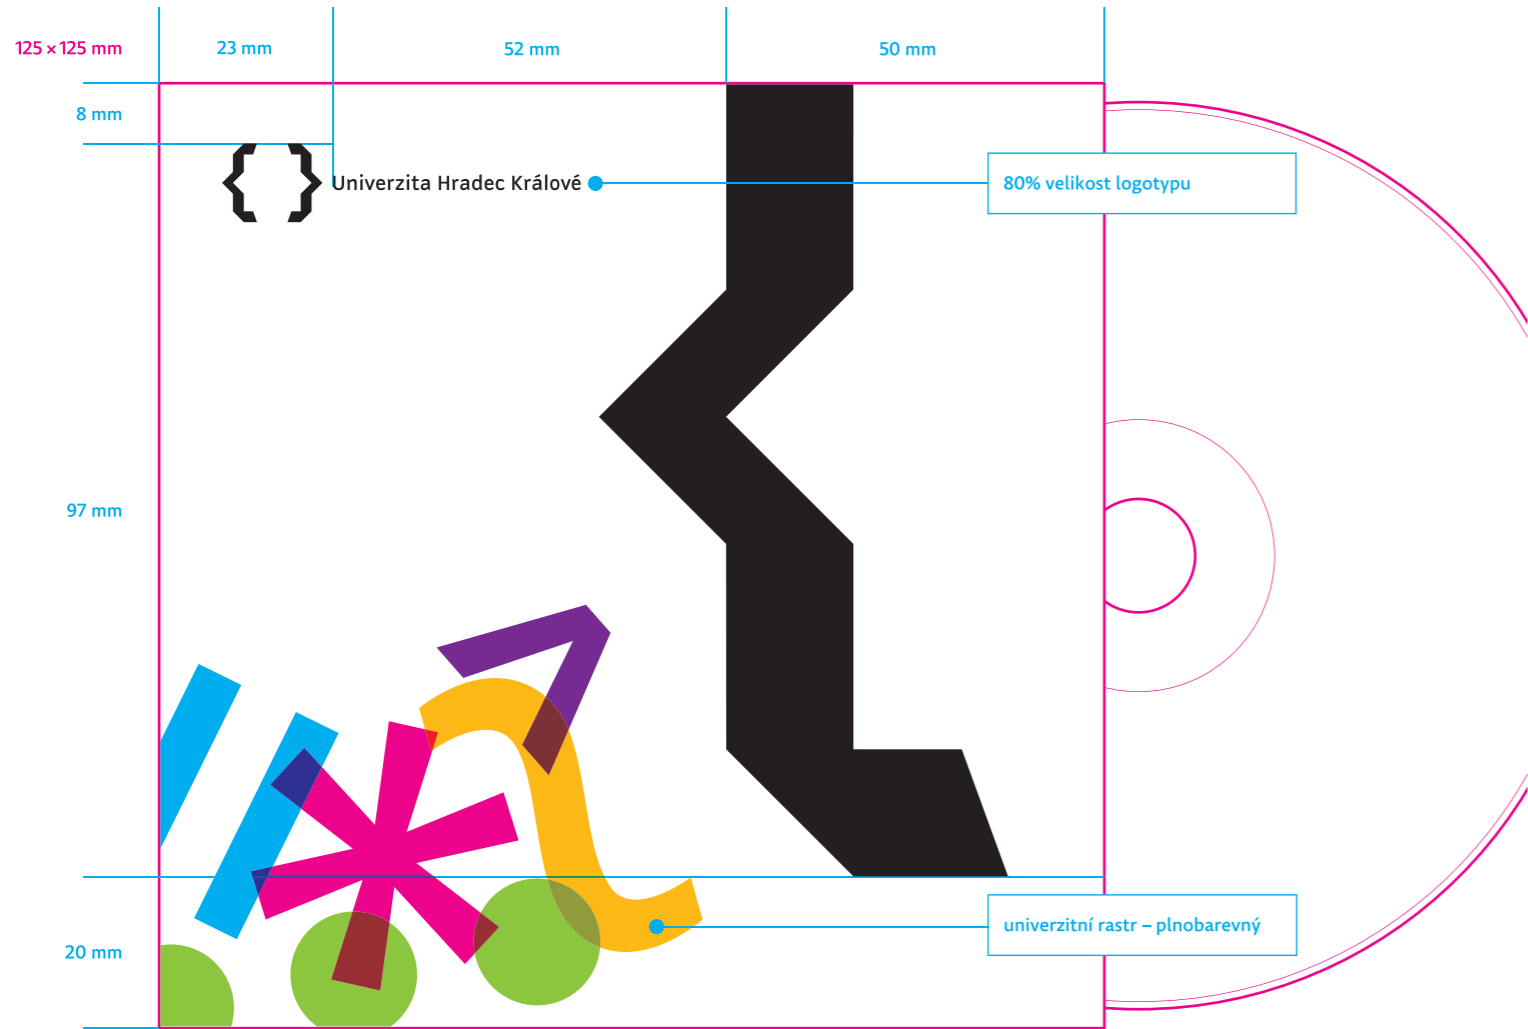 125 × 125 mm
23 mm
52 mm
50 mm
8 mm
Univerzita Hradec Králové
80% velikost logotypu
97 mm
univerzitní rastr – plnobarevný
20 mm